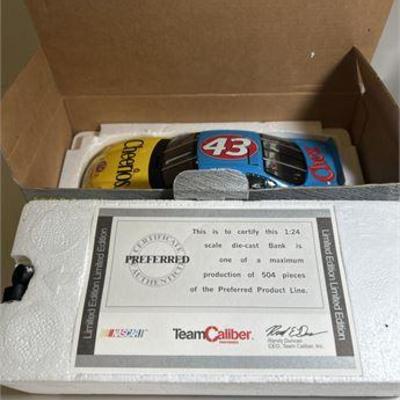 Cheerios
43
Limited Edition Limited Edition
CERTIFICATE
PREFERRED
AUTHENTICITY
This is to certify this 1:24
scale die-cast Bank is
one of a maximum
production of 504 pieces
of the Preferred Product Line.
Limited Edition Limited Edition
NASCAR
TeamCaliber
PREFERRED
Randy Duncan
CEO, Team Caliber, Inc.